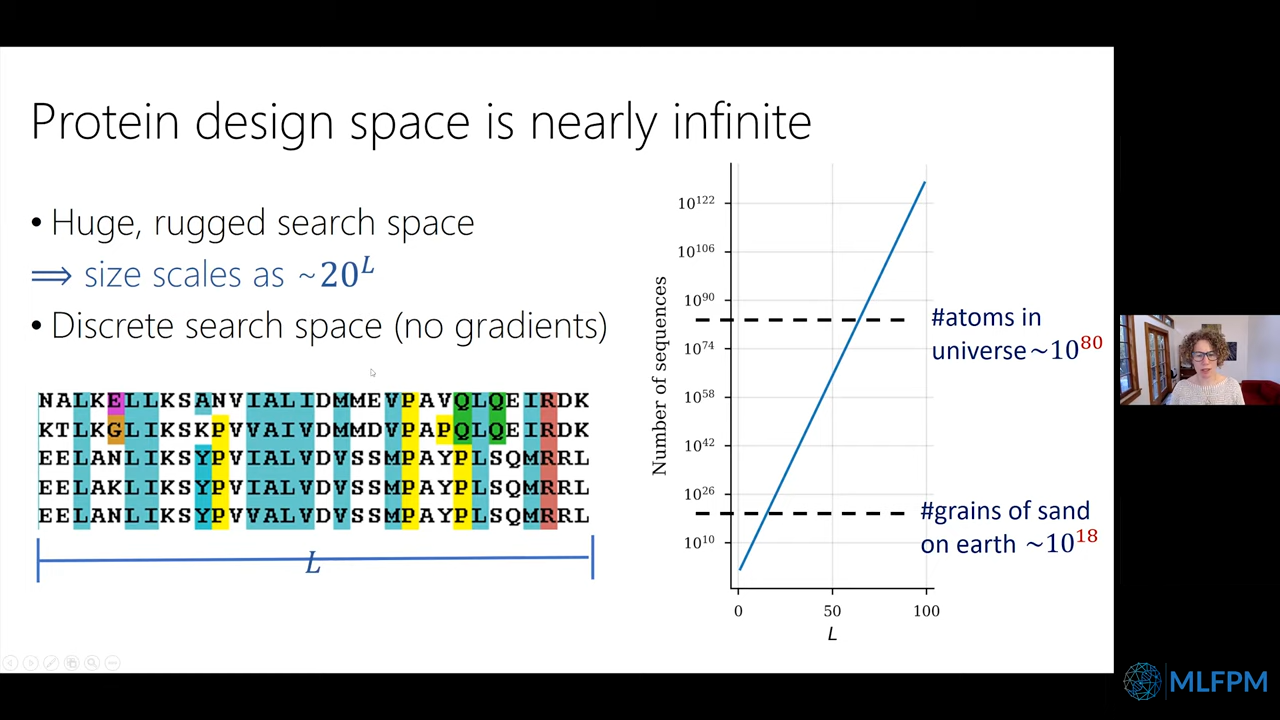 Protein design space is nearly infinite
• Huge, rugged search space
⟹ size scales as ~20^L
• Discrete search space (no gradients)
NALKELLKSANVIALIDMMEVPAVQLQEIRDK
KTLKGLIKSKPVVAIVDMMDVPAPQLQEIRDK
EELANLIKSYPVIALVDVSSMPAYPLSQMRRL
EELAKLIKSYPVIALVDVSSMPAYPLSQMRRL
EELANLIKSYPVVALVDVSSMPAYPLSQMRRL
L
Number of sequences
10^122
10^106
10^90
10^74
10^58
10^42
10^26
10^10
0 50 100
L
#atoms in
universe~10^80
#grains of sand
on earth ~10^18
MLFPM